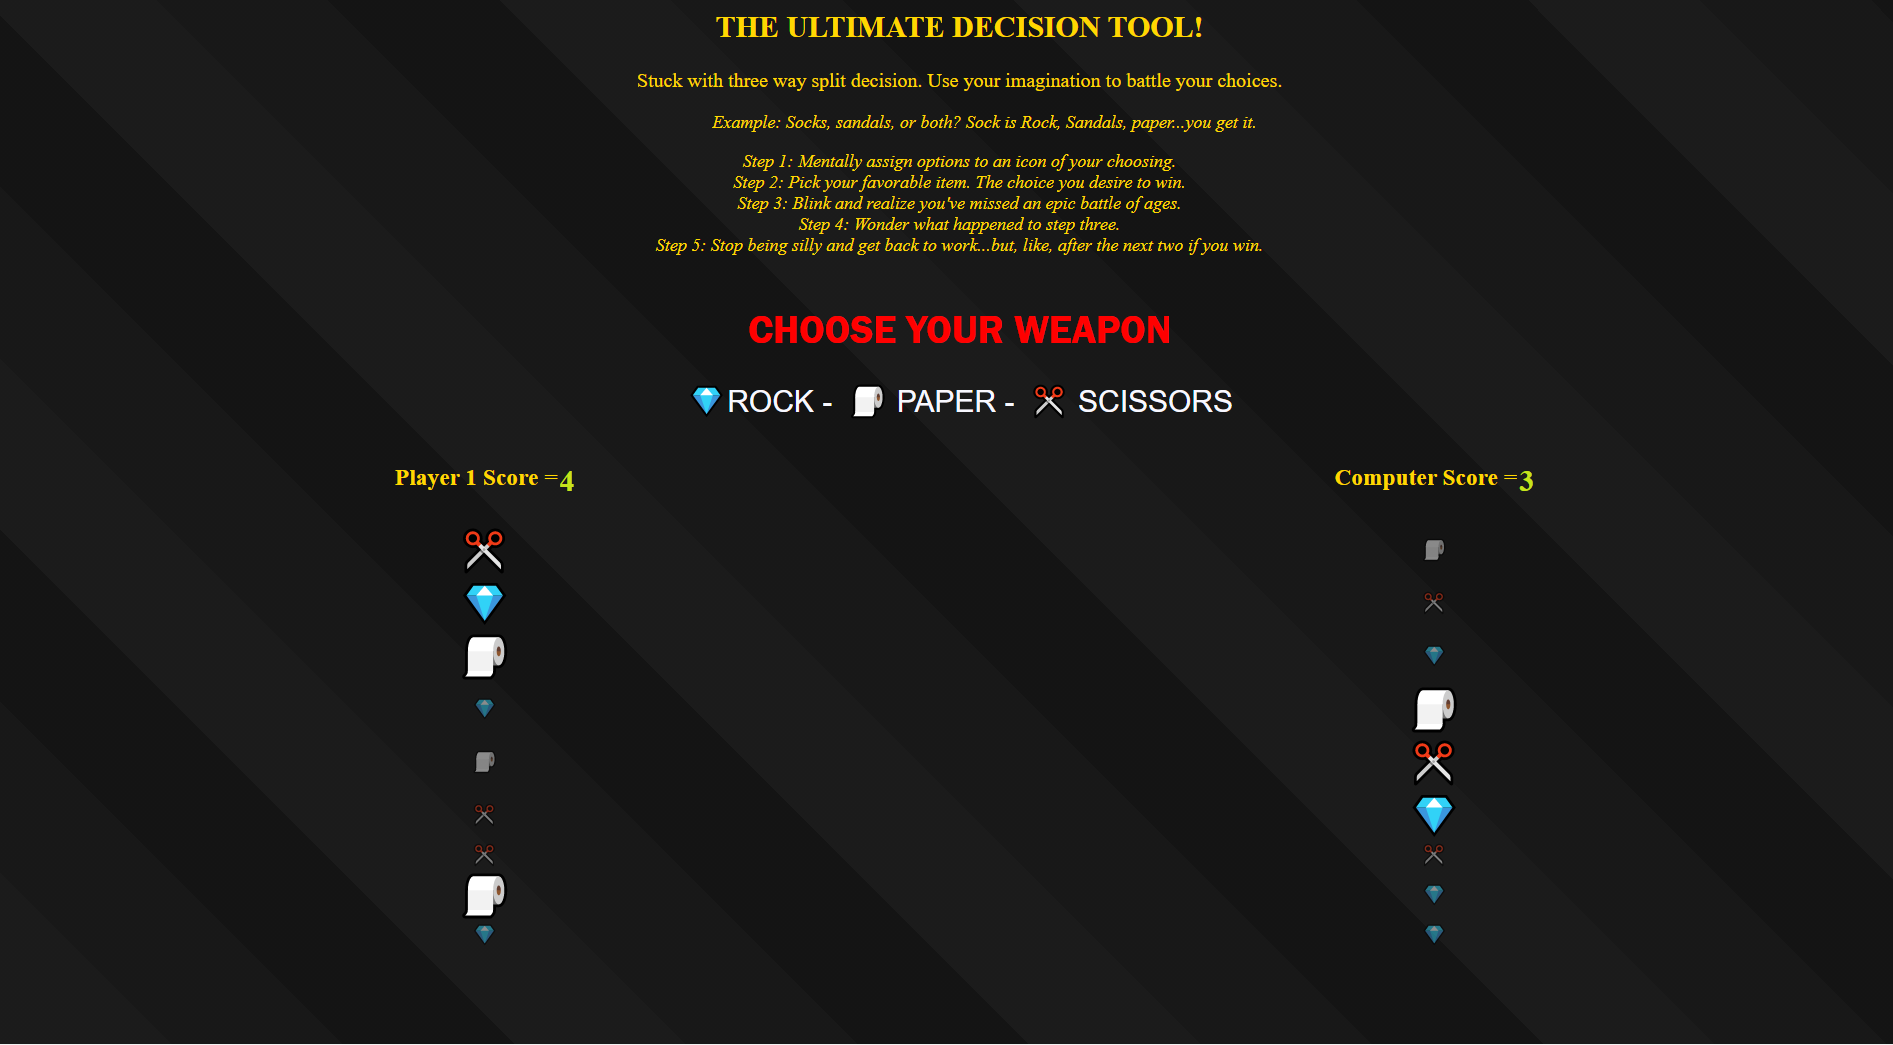 THE ULTIMATE DECISION TOOL!
Stuck with three way split decision. Use your imagination to battle your choices.
Example: Socks, sandals, or both? Sock is Rock, Sandals, paper...you get it.
Step 1: Mentally assign options to an icon of your choosing.
Step 2: Pick your favorable item. The choice you desire to win.
Step 3: Blink and realize you've missed an epic battle of ages.
Step 4: Wonder what happened to step three.
Step 5: Stop being silly and get back to work...but, like, after the next two if you win.
CHOOSE YOUR WEAPON
ROCK - PAPER - SCISSORS
Player 1 Score =4
Computer Score =3